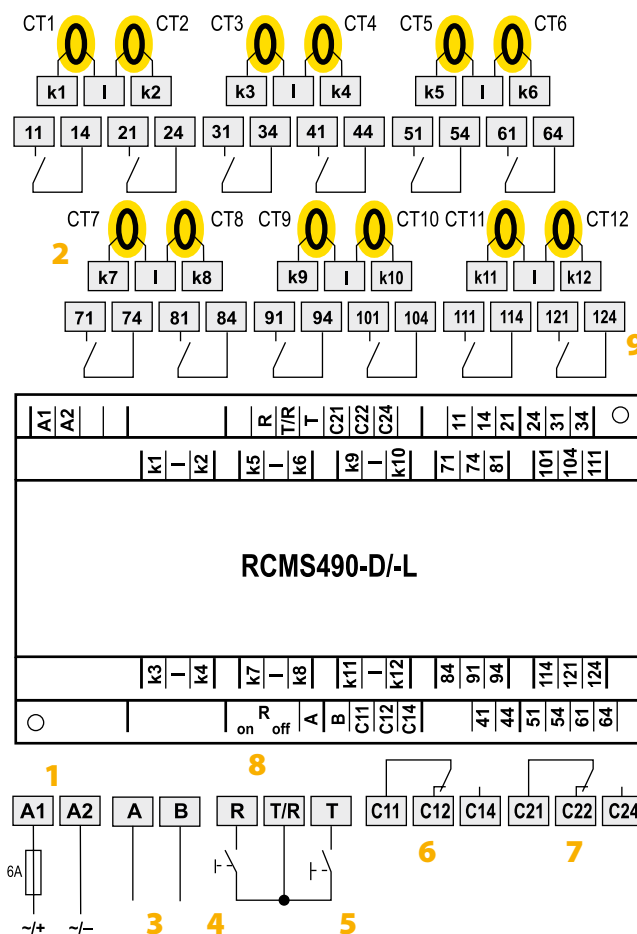 CT1 CT2 CT3 CT4 CT5 CT6
k1 l k2 k3 l k4 k5 l k6
11 14 21 24 31 34 41 44 51 54 61 64
CT7 CT8 CT9 CT10 CT11 CT12
2
k7 l k8 k9 l k10 k11 l k12
71 74 81 84 91 94 101 104 111 114 121 124
9
A1 A2 R T/R T C21 C22 C24 11 14 21 24 31 34
k1 l k2 k5 l k6 k9 l k10 71 74 81 101 104 111
RCMS490-D/-L
k3 l k4 k7 l k8 k11 l k12 84 91 94 114 121 124
on R off A B C11 C12 C14 41 44 51 54 61 64
1 8
A1 A2 A B R T/R T C11 C12 C14 C21 C22 C24
6 7
6A
~/+ ~/– 3 4 5